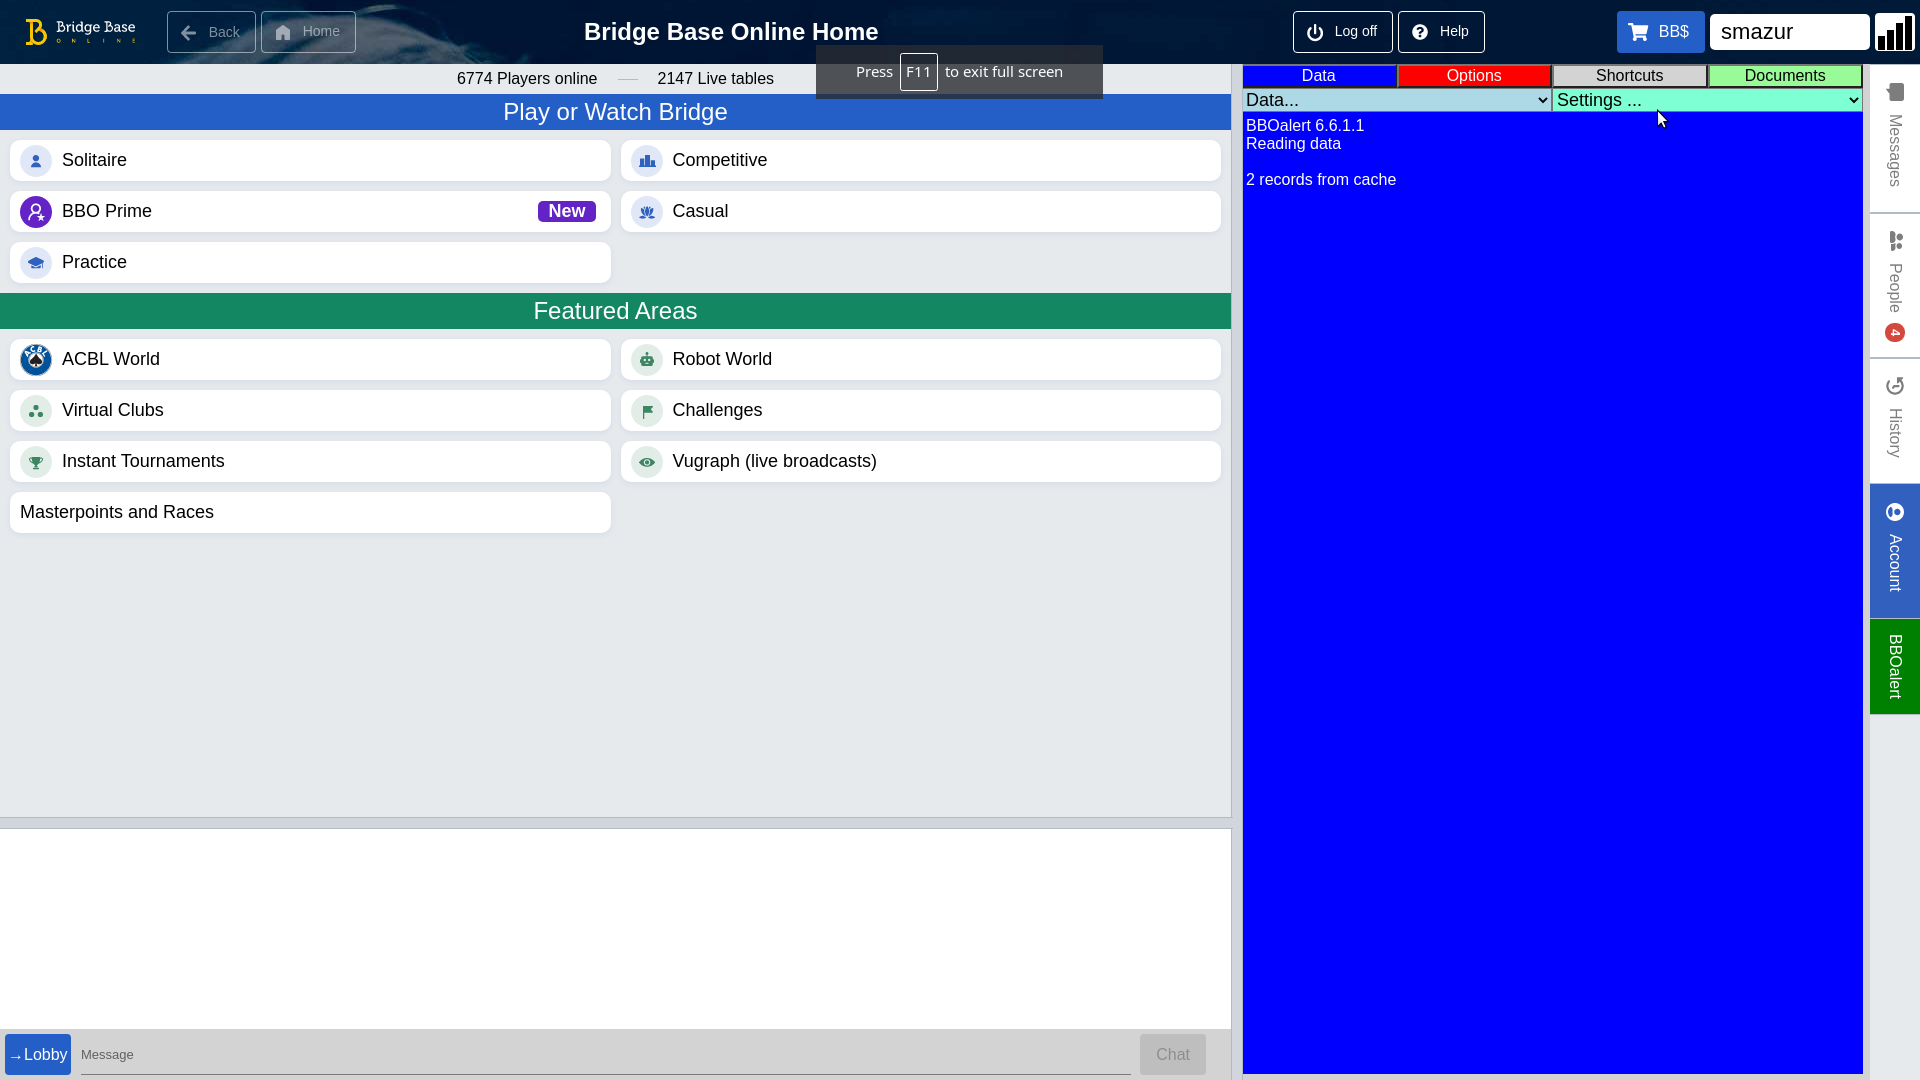 Bridge Base
ONLINE
Back
Home
Bridge Base Online Home
Log off
Help
BB$
smazur
Press F11 to exit full screen
6774 Players online
2147 Live tables
Play or Watch Bridge
Solitaire
Competitive
BBO Prime
New
Casual
Practice
Featured Areas
ACBL World
Robot World
Virtual Clubs
Challenges
Instant Tournaments
Vugraph (live broadcasts)
Masterpoints and Races
→Lobby
Message
Chat
Data
Options
Shortcuts
Documents
Data...
Settings ...
BBOalert 6.6.1.1
Reading data
2 records from cache
Messages
People
4
History
Account
BBOalert